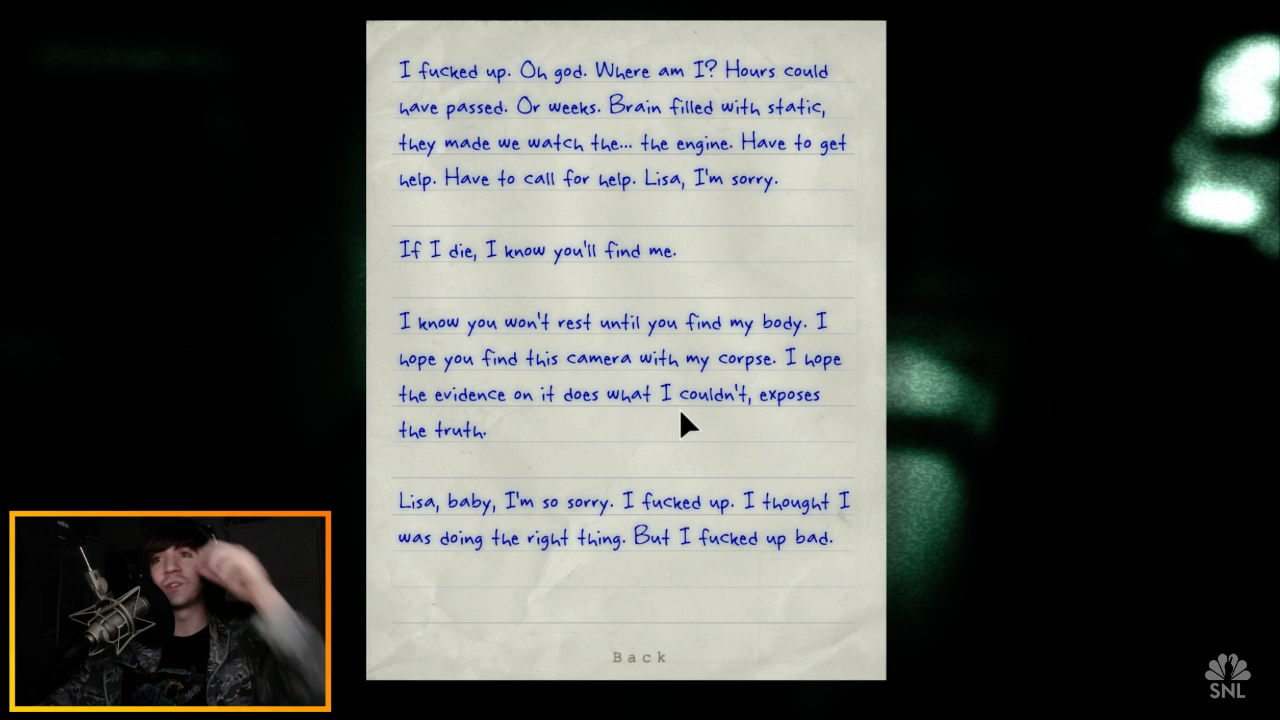 I fucked up. Oh god. Where am I? Hours could
have passed. Or weeks. Brain filled with static,
they made we watch the... the engine. Have to get
help. Have to call for help. Lisa, I'm sorry.
If I die, I know you'll find me.
I know you won't rest until you find my body. I
hope you find this camera with my corpse. I hope
the evidence on it does what I couldn't, exposes
the truth.
Lisa, baby, I'm so sorry. I fucked up. I thought I
was doing the right thing. But I fucked up bad.
Back
SNL